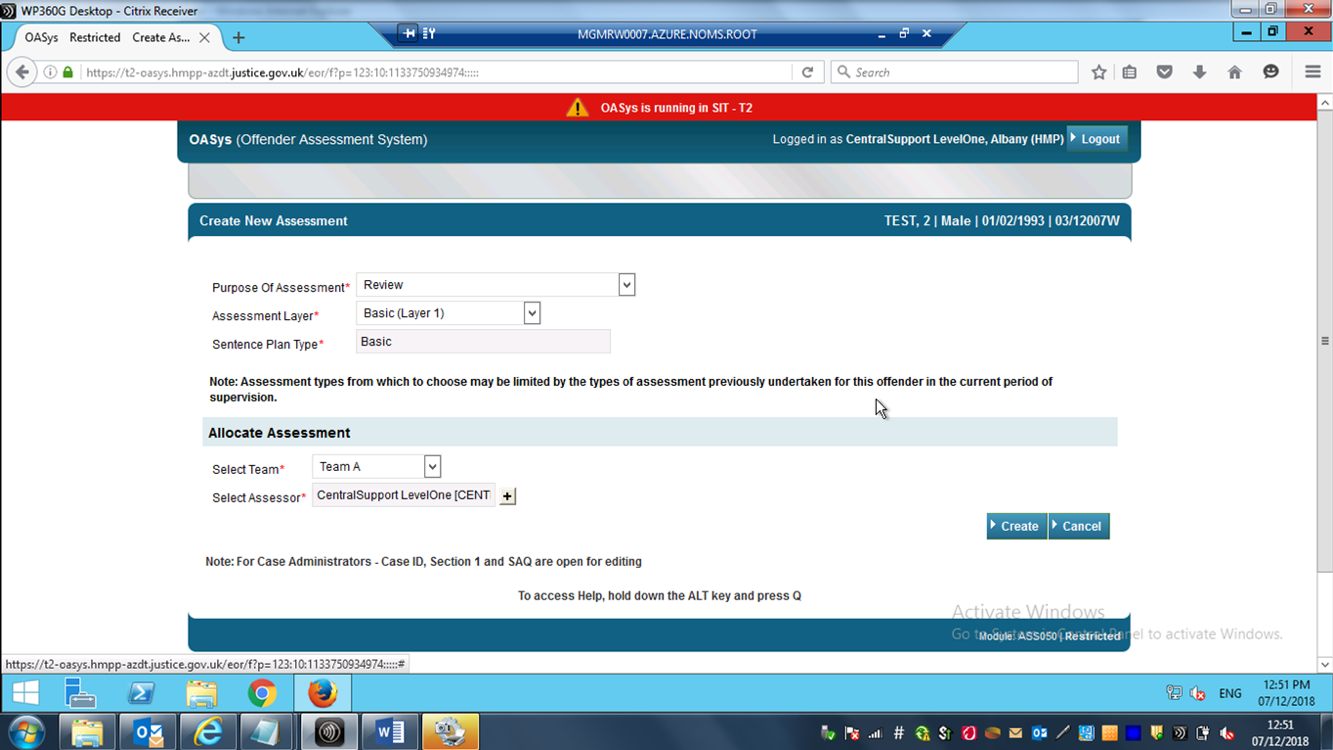 WP360G Desktop - Citrix Receiver
OASys Restricted Create As...
MGMRW0007.AZURE.NOMS.ROOT
https://t2-oasys.hmpp-azdt.justice.gov.uk/eor/f?p=123:10:1133750934974:::::
Search
OASys is running in SIT - T2
OASys (Offender Assessment System)
Logged in as CentralSupport LevelOne, Albany (HMP)
Logout
Create New Assessment
TEST, 2 | Male | 01/02/1993 | 03/12007W
Purpose Of Assessment*
Review
Assessment Layer*
Basic (Layer 1)
Sentence Plan Type*
Basic
Note: Assessment types from which to choose may be limited by the types of assessment previously undertaken for this offender in the current period of
supervision.
Allocate Assessment
Select Team*
Team A
Select Assessor*
CentralSupport LevelOne [CENT
Create
Cancel
Note: For Case Administrators - Case ID, Section 1 and SAQ are open for editing
To access Help, hold down the ALT key and press Q
Activate Windows
Go to System in Control Panel to activate Windows.
Module: ASS050 | Restricted
https://t2-oasys.hmpp-azdt.justice.gov.uk/eor/f?p=123:10:1133750934974:::::#
ENG
12:51 PM
07/12/2018
12:51
07/12/2018